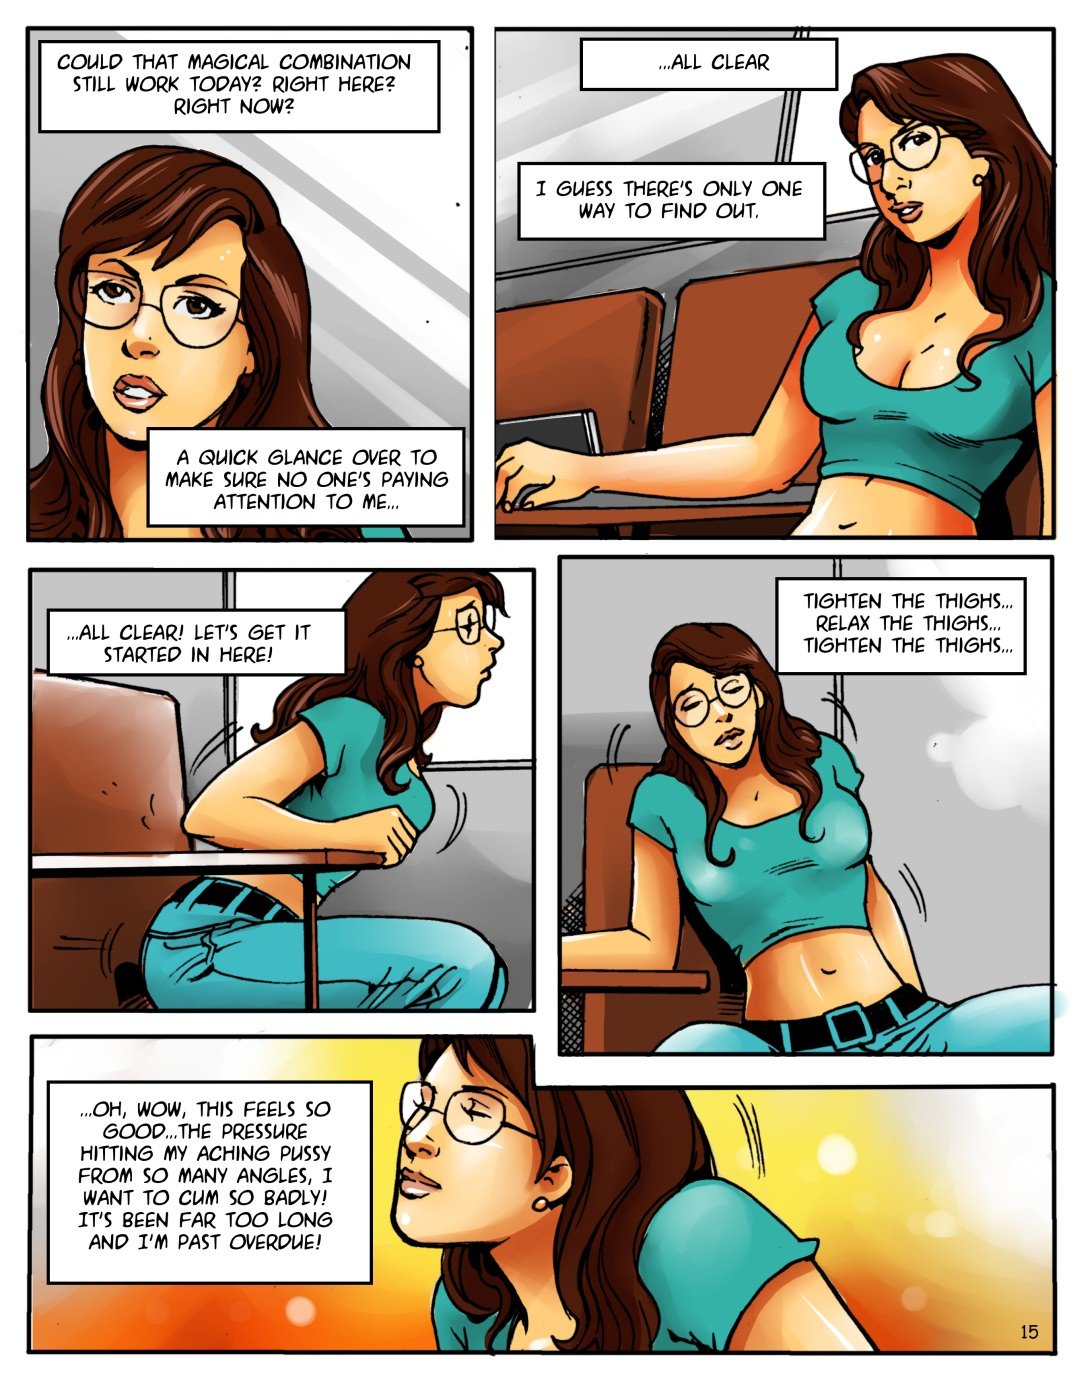 COULD THAT MAGICAL COMBINATION
STILL WORK TODAY? RIGHT HERE?
RIGHT NOW?
A QUICK GLANCE OVER TO
MAKE SURE NO ONE'S PAYING
ATTENTION TO ME...
...ALL CLEAR
I GUESS THERE'S ONLY ONE
WAY TO FIND OUT.
...ALL CLEAR! LET'S GET IT
STARTED IN HERE!
TIGHTEN THE THIGHS...
RELAX THE THIGHS...
TIGHTEN THE THIGHS...
...OH, WOW, THIS FEELS SO
GOOD...THE PRESSURE
HITTING MY ACHING PUSSY
FROM SO MANY ANGLES, I
WANT TO CUM SO BADLY!
IT'S BEEN FAR TOO LONG
AND I'M PAST OVERDUE!
15